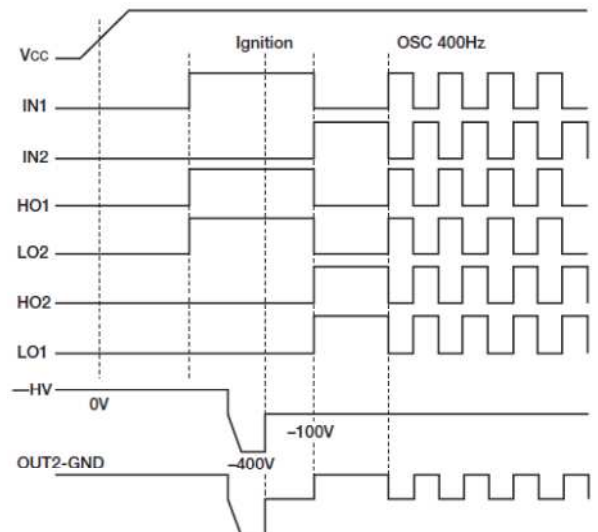 Ignition OSC 400Hz
VCC
IN1
IN2
HO1
LO2
HO2
LO1
—HV
0V
–100V
OUT2-GND –400V